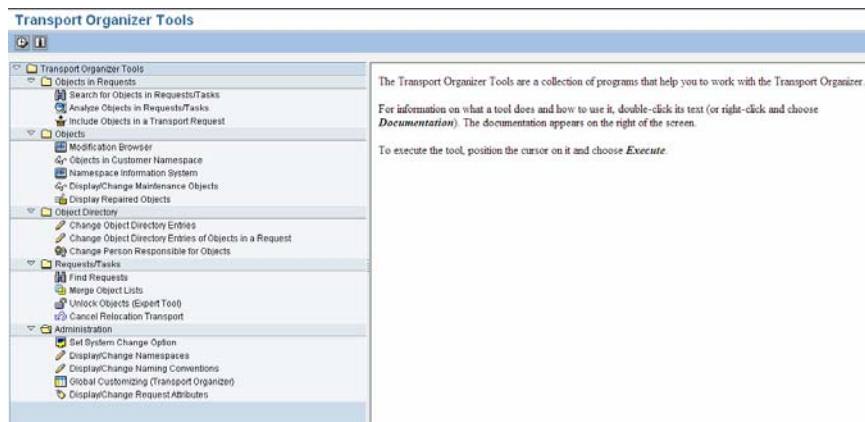 Transport Organizer Tools
Transport Organizer Tools
Objects in Requests
Search for Objects in Requests/Tasks
Analyze Objects in Requests/Tasks
Include Objects in a Transport Request
Objects
Modification Browser
Objects in Customer Namespace
Namespace Information System
Display/Change Maintenance Objects
Display Repaired Objects
Object Directory
Change Object Directory Entries
Change Object Directory Entries of Objects in a Request
Change Person Responsible for Objects
Requests/Tasks
Find Requests
Merge Object Lists
Unlock Objects (Expert Tool)
Cancel Relocation Transport
Administration
Set System Change Option
Display/Change Namespaces
Display/Change Naming Conventions
Global Customizing (Transport Organizer)
Display/Change Request Attributes
The Transport Organizer Tools are a collection of programs that help you to work with the Transport Organizer.
For information on what a tool does and how to use it, double-click its text (or right-click and choose
Documentation). The documentation appears on the right of the screen.
To execute the tool, position the cursor on it and choose Execute.